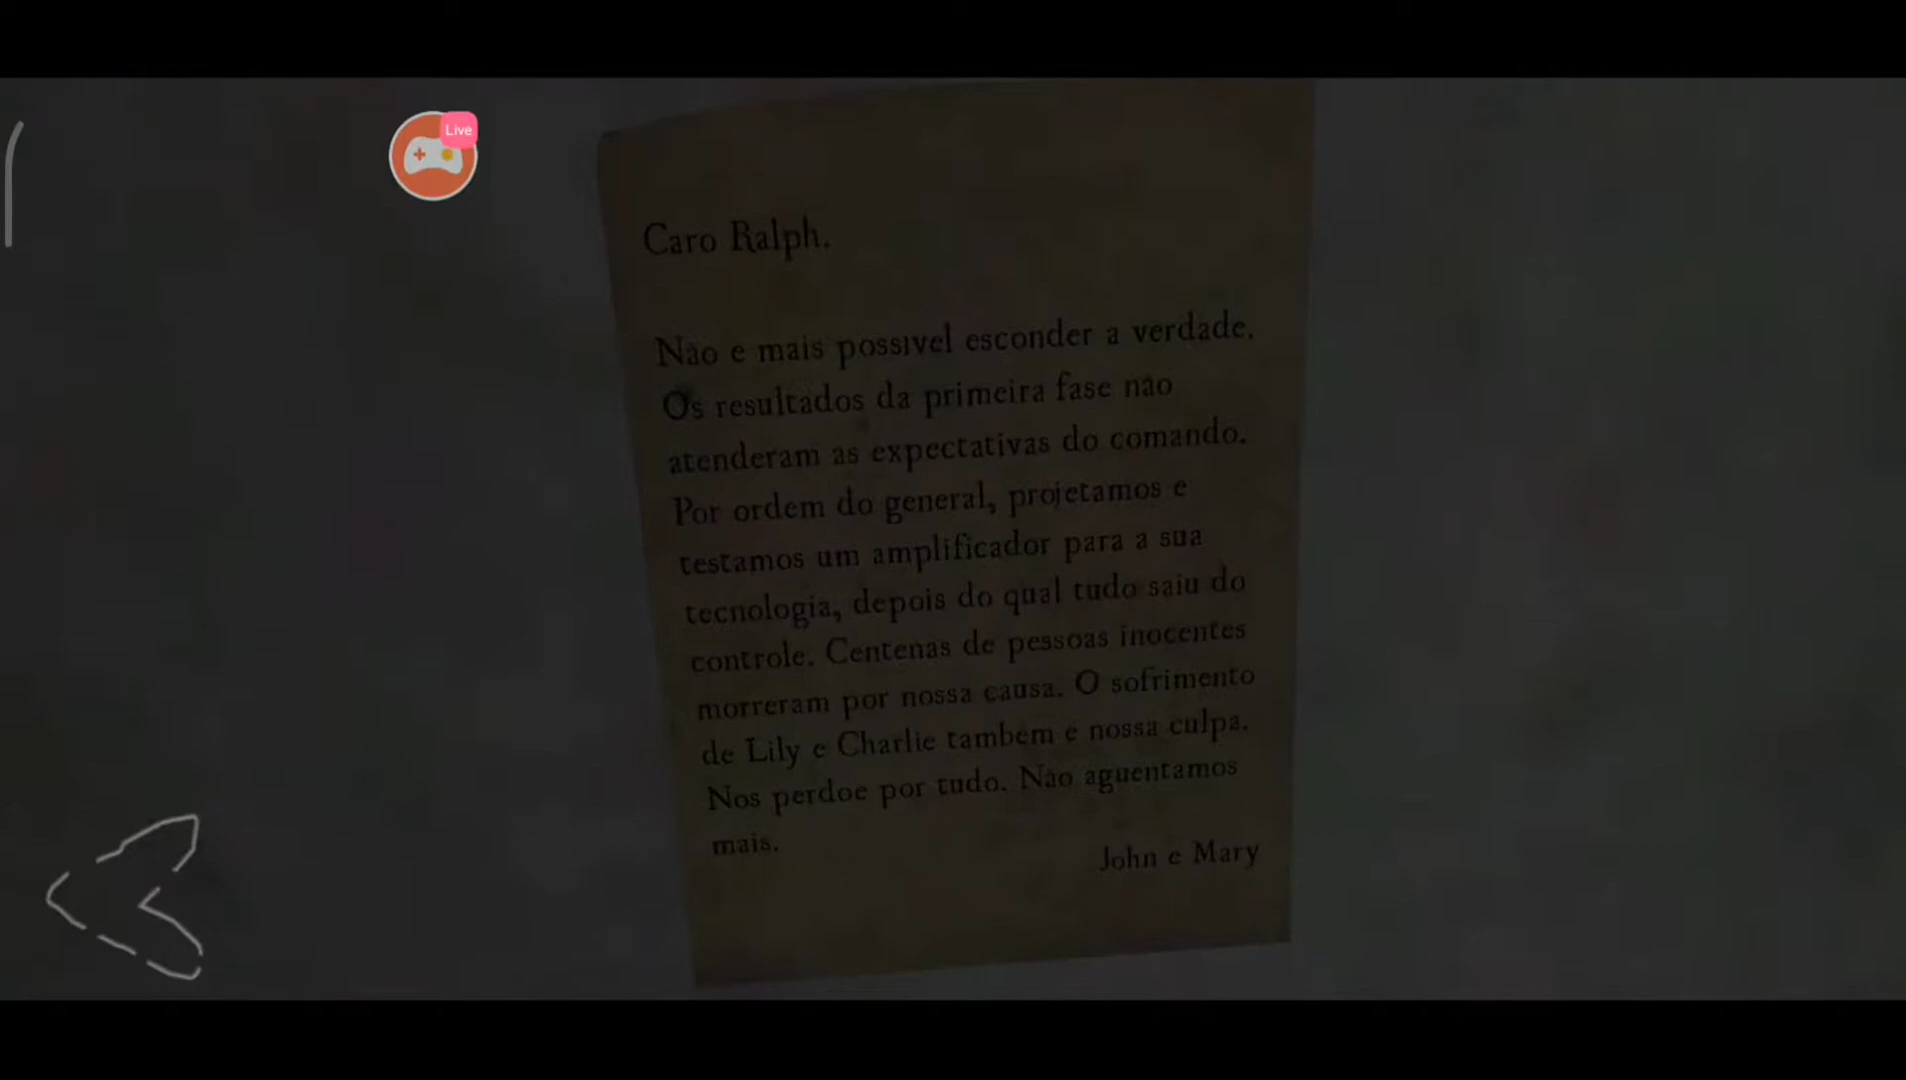 Live
Caro Ralph.
Não e mais possıvel esconder a verdade.
Os resultados da primeira fase não
atenderam as expectativas do comando.
Por ordem do general, projetamos e
testamos um amplificador para a sua
tecnologia, depois do qual tudo saiu do
controle. Centenas de pessoas inocentes
morreram por nossa causa. O sofrimento
de Lily e Charlie tambem e nossa culpa.
Nos perdoe por tudo. Não aguentamos
mais.
John e Mary